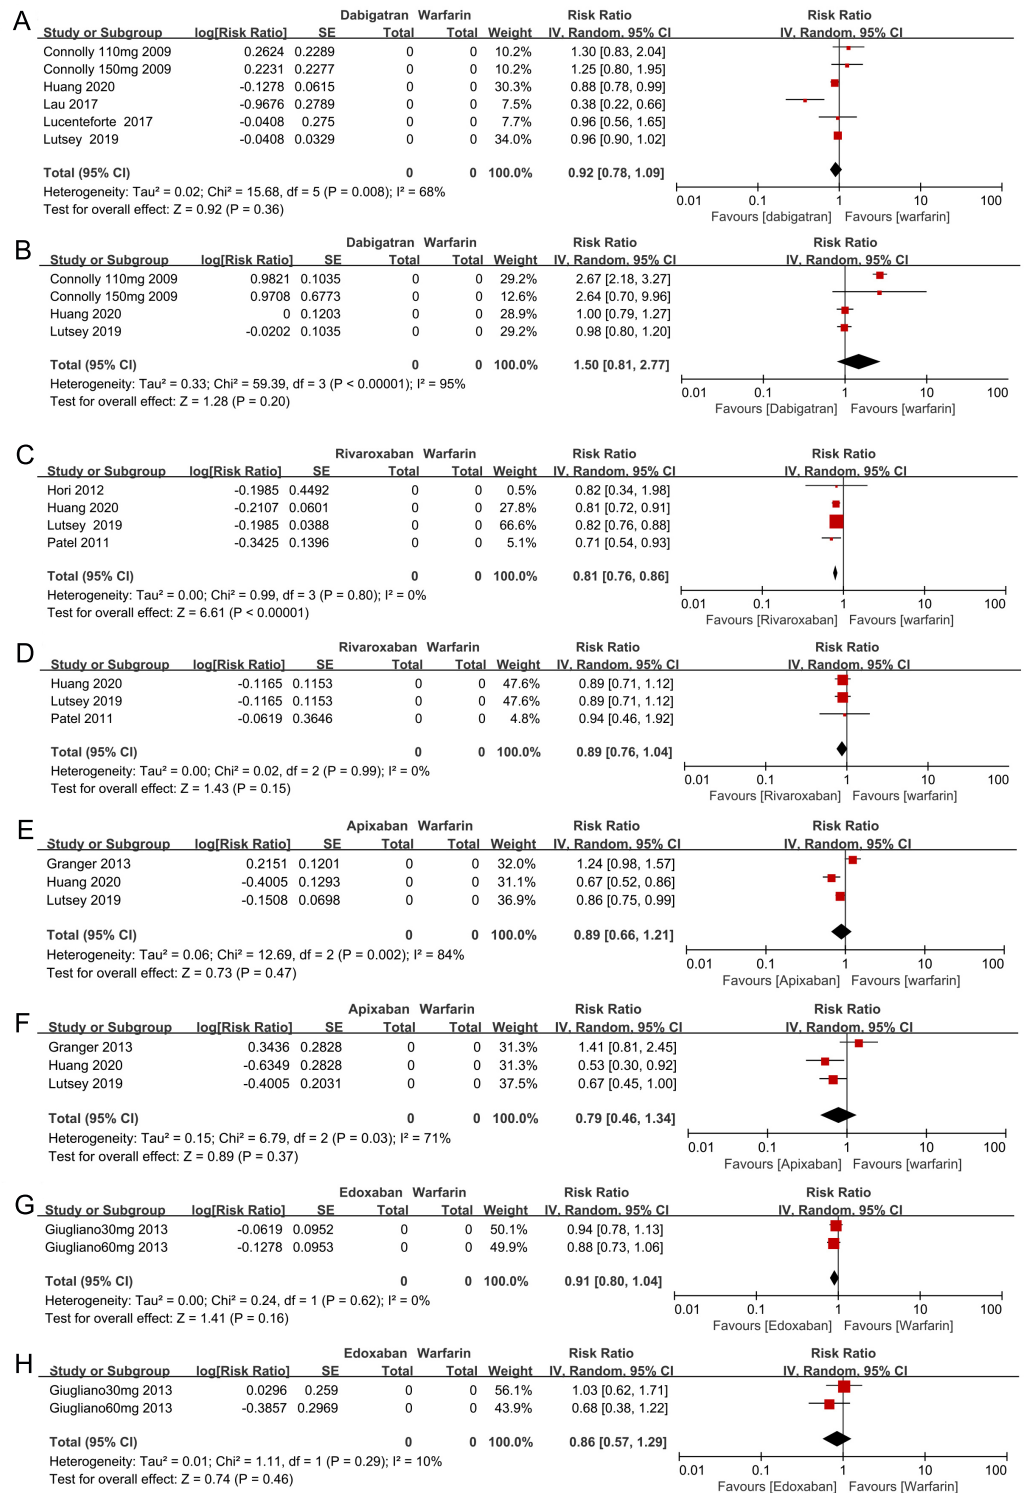 A
Dabigatran Warfarin Risk Ratio Risk Ratio
Study or Subgroup log[Risk Ratio] SE Total Total Weight IV, Random, 95% CI IV, Random, 95% CI
Connolly 110mg 2009 0.2624 0.2289 0 0 10.2% 1.30 [0.83, 2.04]
Connolly 150mg 2009 0.2231 0.2277 0 0 10.2% 1.25 [0.80, 1.95]
Huang 2020 -0.1278 0.0615 0 0 30.3% 0.88 [0.78, 0.99]
Lau 2017 -0.9676 0.2789 0 0 7.5% 0.38 [0.22, 0.66]
Lucenteforte 2017 -0.0408 0.275 0 0 7.7% 0.96 [0.56, 1.65]
Lutsey 2019 -0.0408 0.0329 0 0 34.0% 0.96 [0.90, 1.02]
Total (95% CI) 0 0 100.0% 0.92 [0.78, 1.09]
Heterogeneity: Tau² = 0.02; Chi² = 15.68, df = 5 (P = 0.008); I² = 68%
Test for overall effect: Z = 0.92 (P = 0.36)
0.01 0.1 1 10 100
Favours [dabigatran] Favours [warfarin]
B
Dabigatran Warfarin Risk Ratio Risk Ratio
Study or Subgroup log[Risk Ratio] SE Total Total Weight IV, Random, 95% CI IV, Random, 95% CI
Connolly 110mg 2009 0.9821 0.1035 0 0 29.2% 2.67 [2.18, 3.27]
Connolly 150mg 2009 0.9708 0.6773 0 0 12.6% 2.64 [0.70, 9.96]
Huang 2020 0 0.1203 0 0 28.9% 1.00 [0.79, 1.27]
Lutsey 2019 -0.0202 0.1035 0 0 29.2% 0.98 [0.80, 1.20]
Total (95% CI) 0 0 100.0% 1.50 [0.81, 2.77]
Heterogeneity: Tau² = 0.33; Chi² = 59.39, df = 3 (P < 0.00001); I² = 95%
Test for overall effect: Z = 1.28 (P = 0.20)
0.01 0.1 1 10 100
Favours [Dabigatran] Favours [warfarin]
C
Rivaroxaban Warfarin Risk Ratio Risk Ratio
Study or Subgroup log[Risk Ratio] SE Total Total Weight IV, Random, 95% CI IV, Random, 95% CI
Hori 2012 -0.1985 0.4492 0 0 0.5% 0.82 [0.34, 1.98]
Huang 2020 -0.2107 0.0601 0 0 27.8% 0.81 [0.72, 0.91]
Lutsey 2019 -0.1985 0.0388 0 0 66.6% 0.82 [0.76, 0.88]
Patel 2011 -0.3425 0.1396 0 0 5.1% 0.71 [0.54, 0.93]
Total (95% CI) 0 0 100.0% 0.81 [0.76, 0.86]
Heterogeneity: Tau² = 0.00; Chi² = 0.99, df = 3 (P = 0.80); I² = 0%
Test for overall effect: Z = 6.61 (P < 0.00001)
0.01 0.1 1 10 100
Favours [Rivaroxaban] Favours [warfarin]
D
Rivaroxaban Warfarin Risk Ratio Risk Ratio
Study or Subgroup log[Risk Ratio] SE Total Total Weight IV, Random, 95% CI IV, Random, 95% CI
Huang 2020 -0.1165 0.1153 0 0 47.6% 0.89 [0.71, 1.12]
Lutsey 2019 -0.1165 0.1153 0 0 47.6% 0.89 [0.71, 1.12]
Patel 2011 -0.0619 0.3646 0 0 4.8% 0.94 [0.46, 1.92]
Total (95% CI) 0 0 100.0% 0.89 [0.76, 1.04]
Heterogeneity: Tau² = 0.00; Chi² = 0.02, df = 2 (P = 0.99); I² = 0%
Test for overall effect: Z = 1.43 (P = 0.15)
0.01 0.1 1 10 100
Favours [Rivaroxaban] Favours [warfarin]
E
Apixaban Warfarin Risk Ratio Risk Ratio
Study or Subgroup log[Risk Ratio] SE Total Total Weight IV, Random, 95% CI IV, Random, 95% CI
Granger 2013 0.2151 0.1201 0 0 32.0% 1.24 [0.98, 1.57]
Huang 2020 -0.4005 0.1293 0 0 31.1% 0.67 [0.52, 0.86]
Lutsey 2019 -0.1508 0.0698 0 0 36.9% 0.86 [0.75, 0.99]
Total (95% CI) 0 0 100.0% 0.89 [0.66, 1.21]
Heterogeneity: Tau² = 0.06; Chi² = 12.69, df = 2 (P = 0.002); I² = 84%
Test for overall effect: Z = 0.73 (P = 0.47)
0.01 0.1 1 10 100
Favours [Apixaban] Favours [warfarin]
F
Apixaban Warfarin Risk Ratio Risk Ratio
Study or Subgroup log[Risk Ratio] SE Total Total Weight IV, Random, 95% CI IV, Random, 95% CI
Granger 2013 0.3436 0.2828 0 0 31.3% 1.41 [0.81, 2.45]
Huang 2020 -0.6349 0.2828 0 0 31.3% 0.53 [0.30, 0.92]
Lutsey 2019 -0.4005 0.2031 0 0 37.5% 0.67 [0.45, 1.00]
Total (95% CI) 0 0 100.0% 0.79 [0.46, 1.34]
Heterogeneity: Tau² = 0.15; Chi² = 6.79, df = 2 (P = 0.03); I² = 71%
Test for overall effect: Z = 0.89 (P = 0.37)
0.01 0.1 1 10 100
Favours [Apixaban] Favours [warfarin]
G
Edoxaban Warfarin Risk Ratio Risk Ratio
Study or Subgroup log[Risk Ratio] SE Total Total Weight IV, Random, 95% CI IV, Random, 95% CI
Giugliano30mg 2013 -0.0619 0.0952 0 0 50.1% 0.94 [0.78, 1.13]
Giugliano60mg 2013 -0.1278 0.0953 0 0 49.9% 0.88 [0.73, 1.06]
Total (95% CI) 0 0 100.0% 0.91 [0.80, 1.04]
Heterogeneity: Tau² = 0.00; Chi² = 0.24, df = 1 (P = 0.62); I² = 0%
Test for overall effect: Z = 1.41 (P = 0.16)
0.01 0.1 1 10 100
Favours [Edoxaban] Favours [Warfarin]
H
Edoxaban Warfarin Risk Ratio Risk Ratio
Study or Subgroup log[Risk Ratio] SE Total Total Weight IV, Random, 95% CI IV, Random, 95% CI
Giugliano30mg 2013 0.0296 0.259 0 0 56.1% 1.03 [0.62, 1.71]
Giugliano60mg 2013 -0.3857 0.2969 0 0 43.9% 0.68 [0.38, 1.22]
Total (95% CI) 0 0 100.0% 0.86 [0.57, 1.29]
Heterogeneity: Tau² = 0.01; Chi² = 1.11, df = 1 (P = 0.29); I² = 10%
Test for overall effect: Z = 0.74 (P = 0.46)
0.01 0.1 1 10 100
Favours [Edoxaban] Favours [Warfarin]